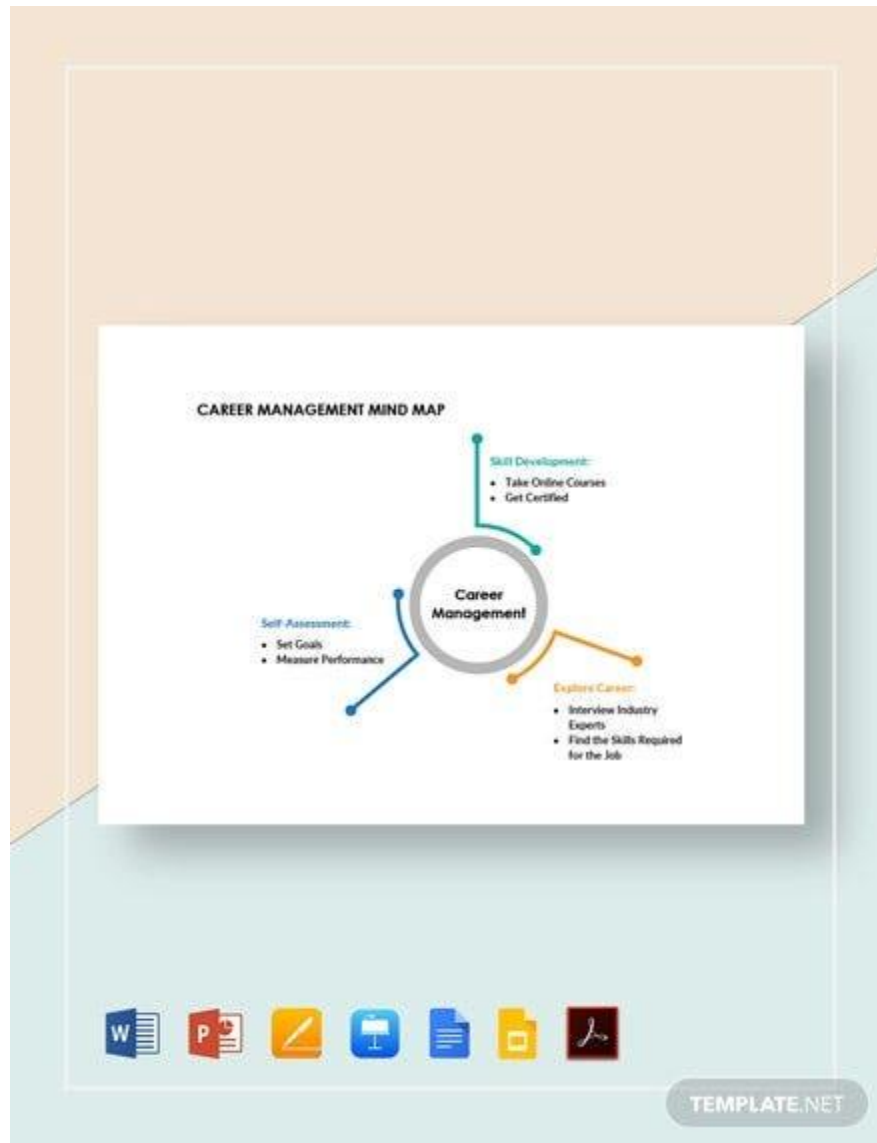 CAREER MANAGEMENT MIND MAP
Skill Development:
• Take Online Courses
• Get Certified
Career
Management
Self-Assessment:
• Set Goals
• Measure Performance
Explore Career:
• Interview Industry
Experts
• Find the Skills Required
for the Job
W
P
TEMPLATE.NET